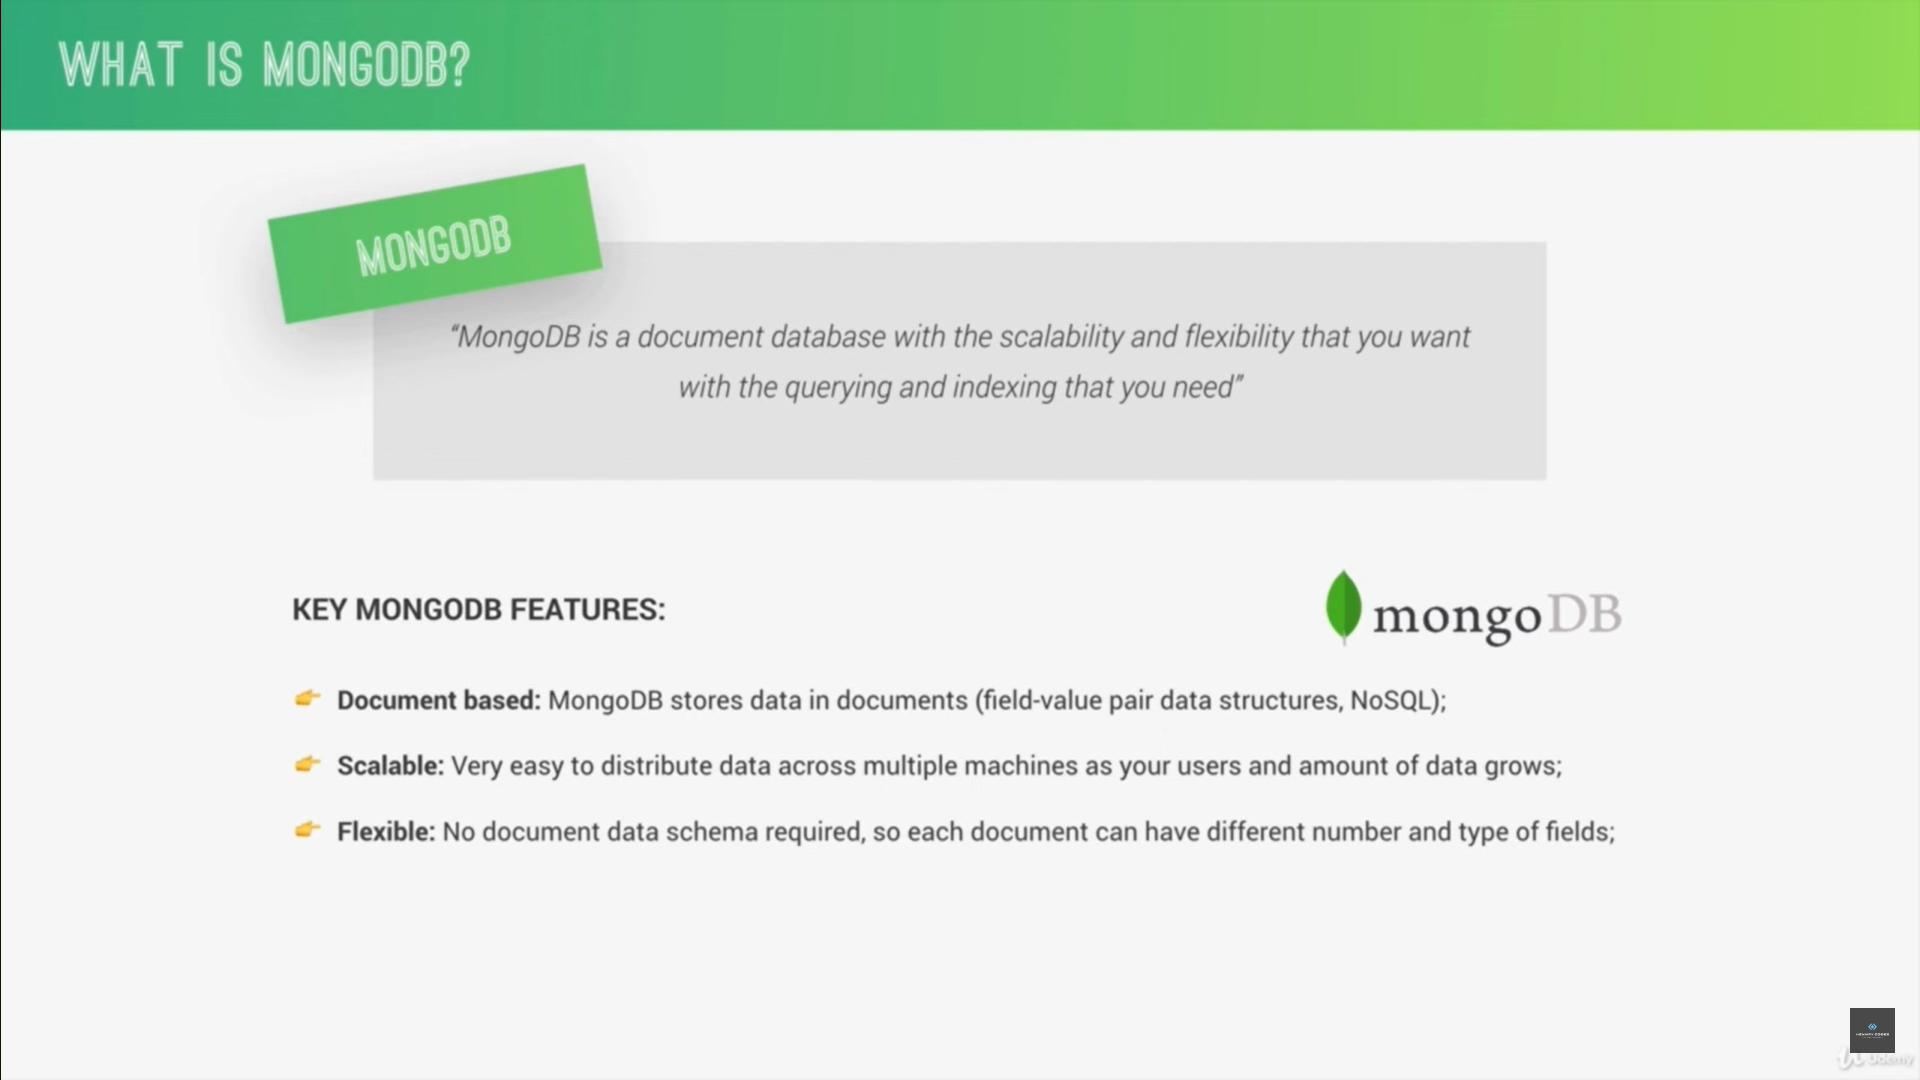 WHAT IS MONGODB?
MONGODB
“MongoDB is a document database with the scalability and flexibility that you want
with the querying and indexing that you need”
KEY MONGODB FEATURES:
mongoDB
👉 Document based: MongoDB stores data in documents (field-value pair data structures, NoSQL);
👉 Scalable: Very easy to distribute data across multiple machines as your users and amount of data grows;
👉 Flexible: No document data schema required, so each document can have different number and type of fields;
Udemy